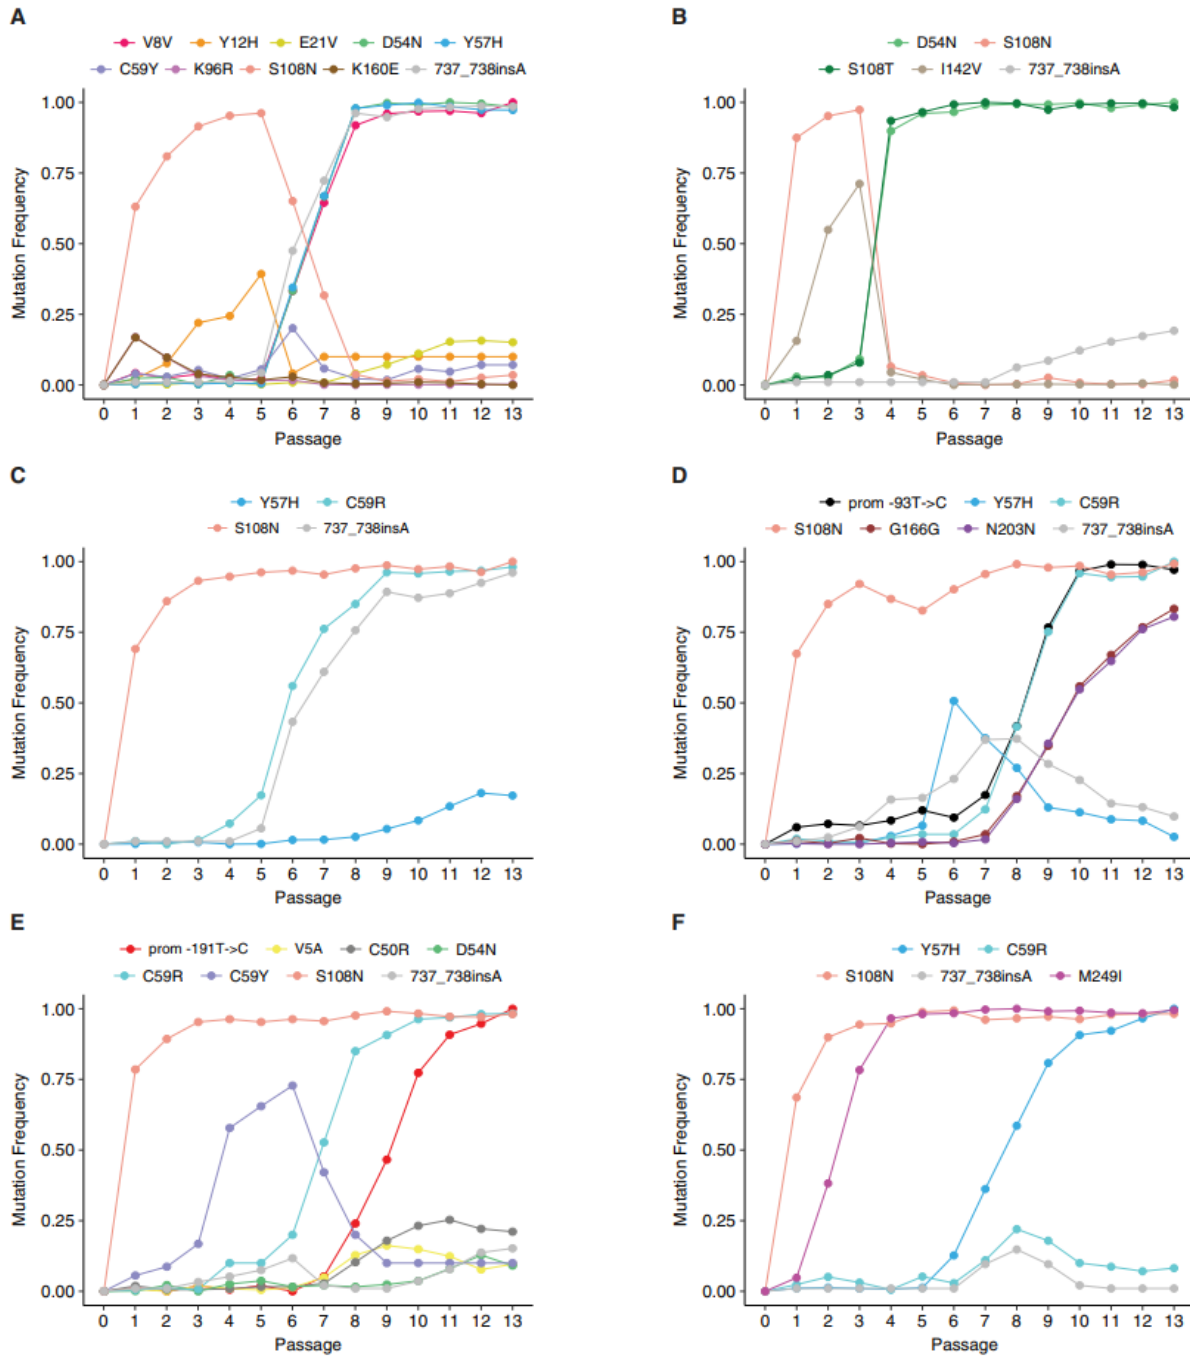 A
V8V Y12H E21V D54N Y57H
C59Y K96R S108N K160E 737_738insA
Mutation Frequency
1.00
0.75
0.50
0.25
0.00
0 1 2 3 4 5 6 7 8 9 10 11 12 13
Passage
B
D54N S108N
S108T I142V 737_738insA
Mutation Frequency
1.00
0.75
0.50
0.25
0.00
0 1 2 3 4 5 6 7 8 9 10 11 12 13
Passage
C
Y57H C59R
S108N 737_738insA
Mutation Frequency
1.00
0.75
0.50
0.25
0.00
0 1 2 3 4 5 6 7 8 9 10 11 12 13
Passage
D
prom -93T->C Y57H C59R
S108N G166G N203N 737_738insA
Mutation Frequency
1.00
0.75
0.50
0.25
0.00
0 1 2 3 4 5 6 7 8 9 10 11 12 13
Passage
E
prom -191T->C V5A C50R D54N
C59R C59Y S108N 737_738insA
Mutation Frequency
1.00
0.75
0.50
0.25
0.00
0 1 2 3 4 5 6 7 8 9 10 11 12 13
Passage
F
Y57H C59R
S108N 737_738insA M249I
Mutation Frequency
1.00
0.75
0.50
0.25
0.00
0 1 2 3 4 5 6 7 8 9 10 11 12 13
Passage